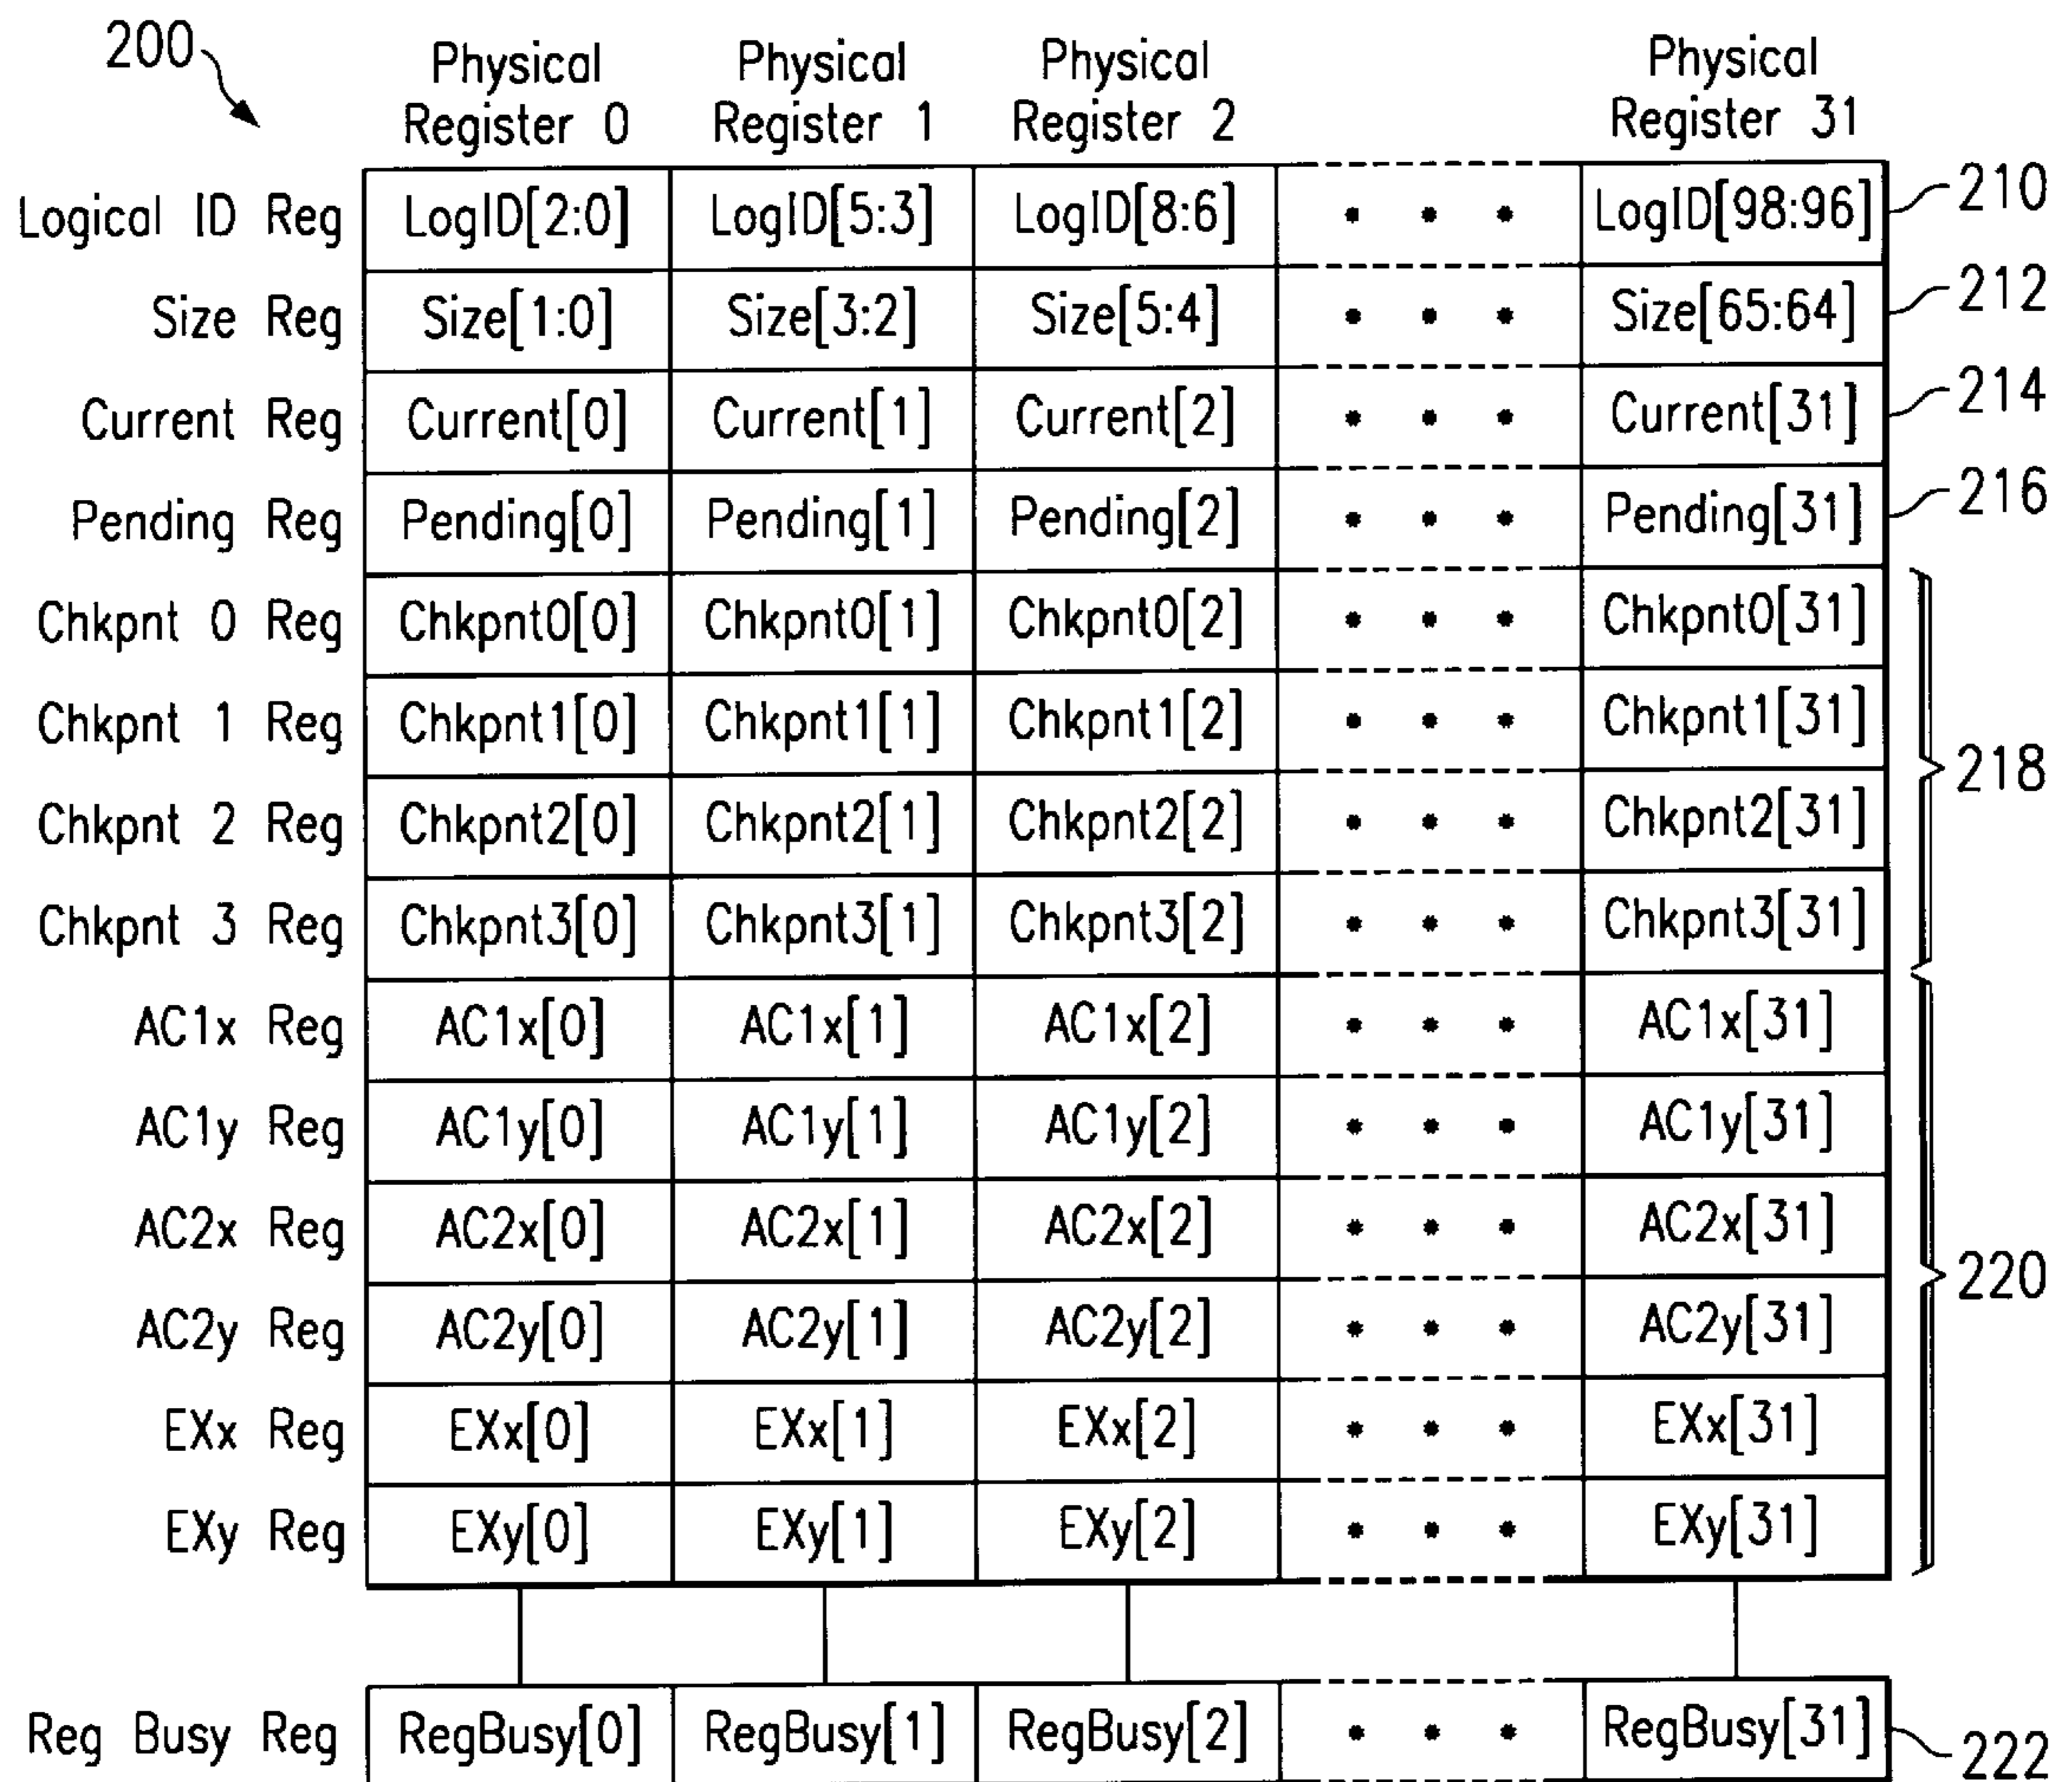 200
Physical Register 0 Physical Register 1 Physical Register 2 Physical Register 31
Logical ID Reg LogID[2:0] LogID[5:3] LogID[8:6] • • • LogID[98:96] 210
Size Reg Size[1:0] Size[3:2] Size[5:4] • • • Size[65:64] 212
Current Reg Current[0] Current[1] Current[2] • • • Current[31] 214
Pending Reg Pending[0] Pending[1] Pending[2] • • • Pending[31] 216
Chkpnt 0 Reg Chkpnt0[0] Chkpnt0[1] Chkpnt0[2] • • • Chkpnt0[31]
Chkpnt 1 Reg Chkpnt1[0] Chkpnt1[1] Chkpnt1[2] • • • Chkpnt1[31]
218
Chkpnt 2 Reg Chkpnt2[0] Chkpnt2[1] Chkpnt2[2] • • • Chkpnt2[31]
Chkpnt 3 Reg Chkpnt3[0] Chkpnt3[1] Chkpnt3[2] • • • Chkpnt3[31]
AC1x Reg AC1x[0] AC1x[1] AC1x[2] • • • AC1x[31]
AC1y Reg AC1y[0] AC1y[1] AC1y[2] • • • AC1y[31]
AC2x Reg AC2x[0] AC2x[1] AC2x[2] • • • AC2x[31]
220
AC2y Reg AC2y[0] AC2y[1] AC2y[2] • • • AC2y[31]
EXx Reg EXx[0] EXx[1] EXx[2] • • • EXx[31]
EXy Reg EXy[0] EXy[1] EXy[2] • • • EXy[31]
Reg Busy Reg RegBusy[0] RegBusy[1] RegBusy[2] • • • RegBusy[31] 222